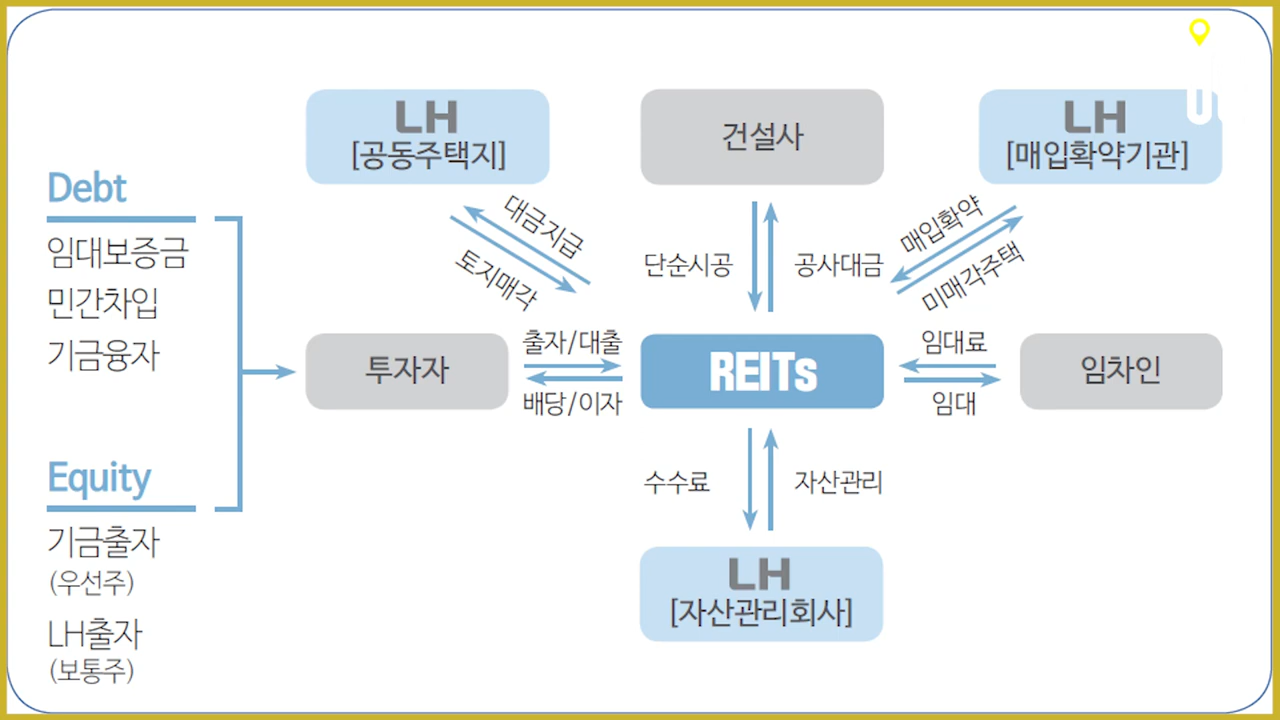 LH
[공동주택지]
건설사
LH
[매입확약기관]
Debt
임대보증금
민간차입
기금융자
대금지급
토지매각
단순시공
공사대금
매입확약
미매각주택
투자자
출자/대출
배당/이자
REITs
임대료
임대
임차인
Equity
기금출자
(우선주)
LH출자
(보통주)
수수료
자산관리
LH
[자산관리회사]